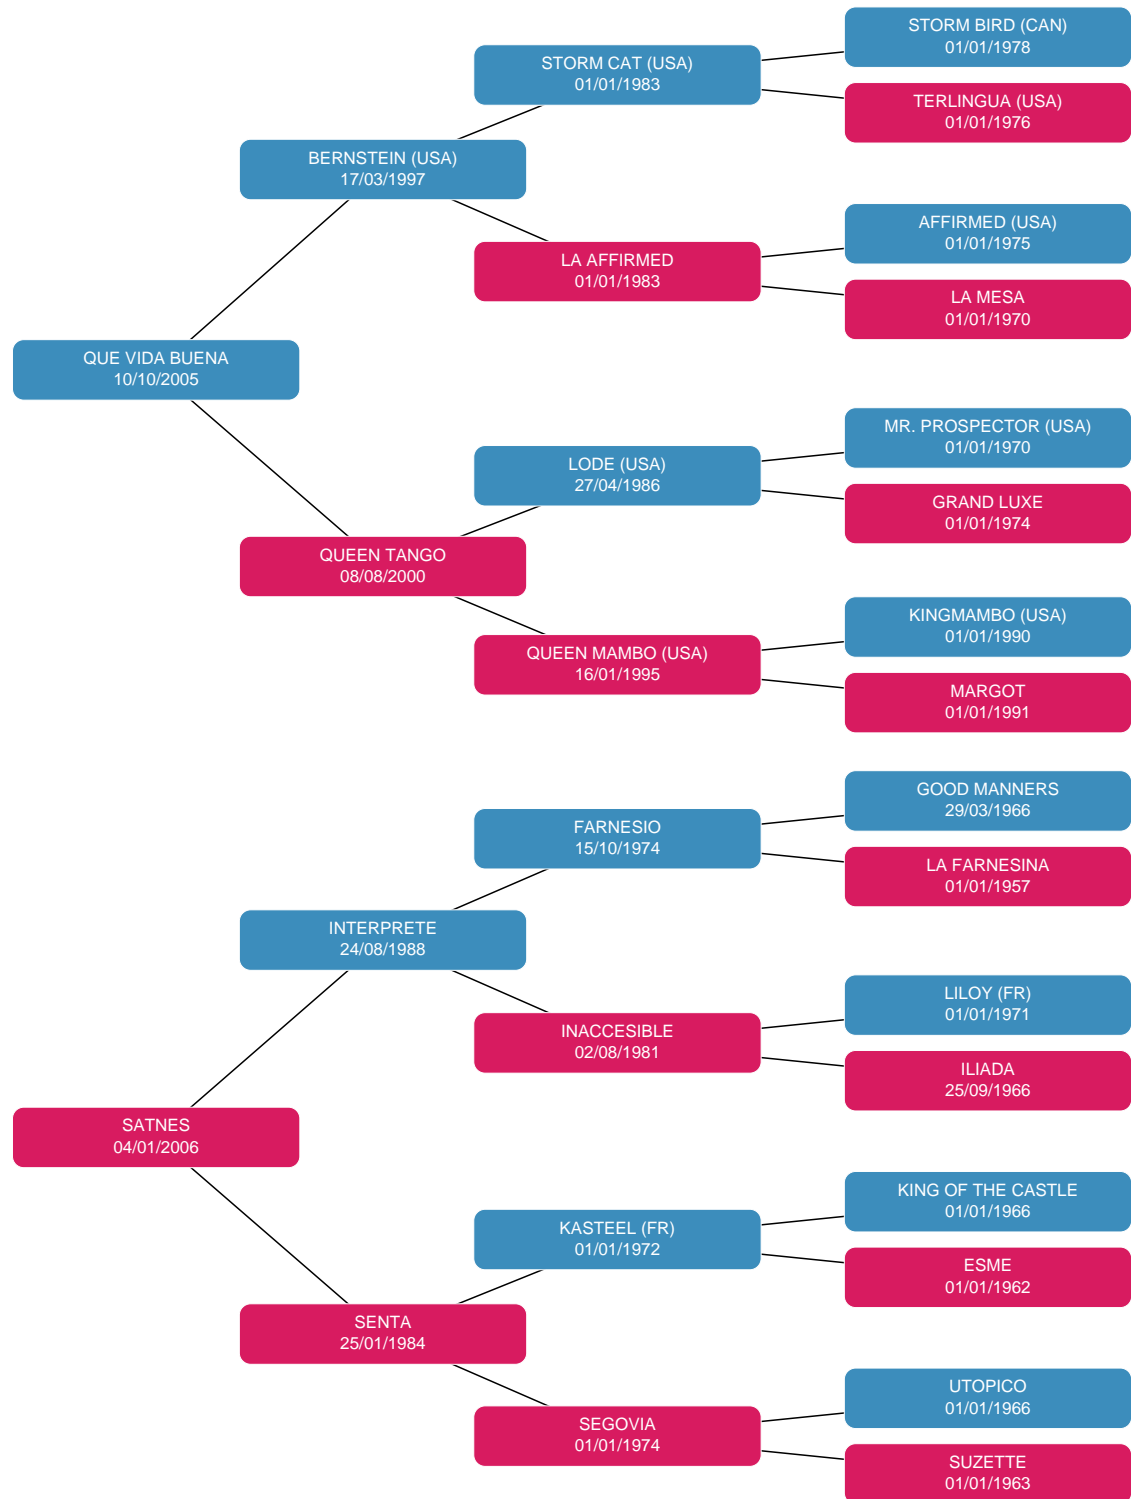 STORM BIRD (CAN)
01/01/1978
STORM CAT (USA)
01/01/1983
TERLINGUA (USA)
01/01/1976
BERNSTEIN (USA)
17/03/1997
AFFIRMED (USA)
01/01/1975
LA AFFIRMED
01/01/1983
LA MESA
01/01/1970
QUE VIDA BUENA
10/10/2005
MR. PROSPECTOR (USA)
01/01/1970
LODE (USA)
27/04/1986
GRAND LUXE
01/01/1974
QUEEN TANGO
08/08/2000
KINGMAMBO (USA)
01/01/1990
QUEEN MAMBO (USA)
16/01/1995
MARGOT
01/01/1991
GOOD MANNERS
29/03/1966
FARNESIO
15/10/1974
LA FARNESINA
01/01/1957
INTERPRETE
24/08/1988
LILOY (FR)
01/01/1971
INACCESIBLE
02/08/1981
ILIADA
25/09/1966
SATNES
04/01/2006
KING OF THE CASTLE
01/01/1966
KASTEEL (FR)
01/01/1972
ESME
01/01/1962
SENTA
25/01/1984
UTOPICO
01/01/1966
SEGOVIA
01/01/1974
SUZETTE
01/01/1963